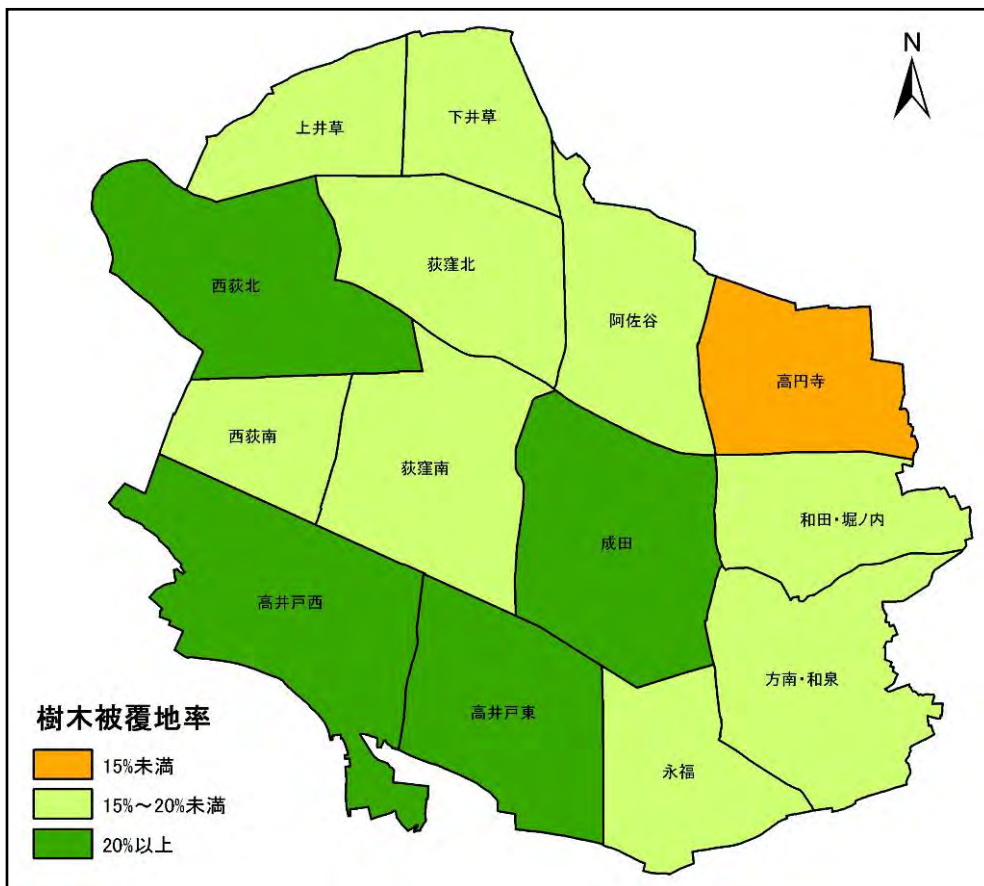 N
上井草
下井草
荻窪北
西荻北
阿佐谷
高円寺
西荻南
荻窪南
和田・堀ノ内
成田
高井戸西
方南・和泉
高井戸東
永福
樹木被覆地率
15%未満
15%～20%未満
20%以上